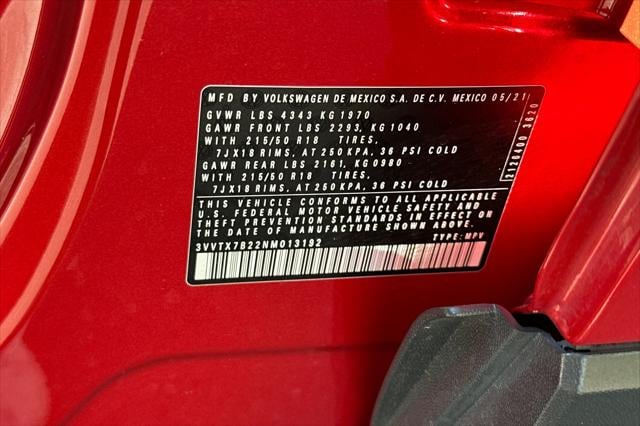 MFD BY VOLKSWAGEN DE MEXICO S.A. DE C.V. MEXICO 05/21
GVWR LBS 4343 KG 1970
GAWR FRONT LBS 2293, KG 1040
WITH 215/50 R18 TIRES,
7JX18 RIMS, AT 250 KPA, 36 PSI COLD
GAWR REAR LBS 2161, KG 0980
WITH 215/50 R18 TIRES,
7JX18 RIMS, AT 250 KPA, 36 PSI COLD
THIS VEHICLE CONFORMS TO ALL APPLICABLE
U.S. FEDERAL MOTOR VEHICLE SAFETY AND
THEFT PREVENTION STANDARDS IN EFFECT ON
THE DATE OF MANUFACTURE SHOWN ABOVE.
3VVTX7B22NM013192 TYPE: MPV
2126400 3620